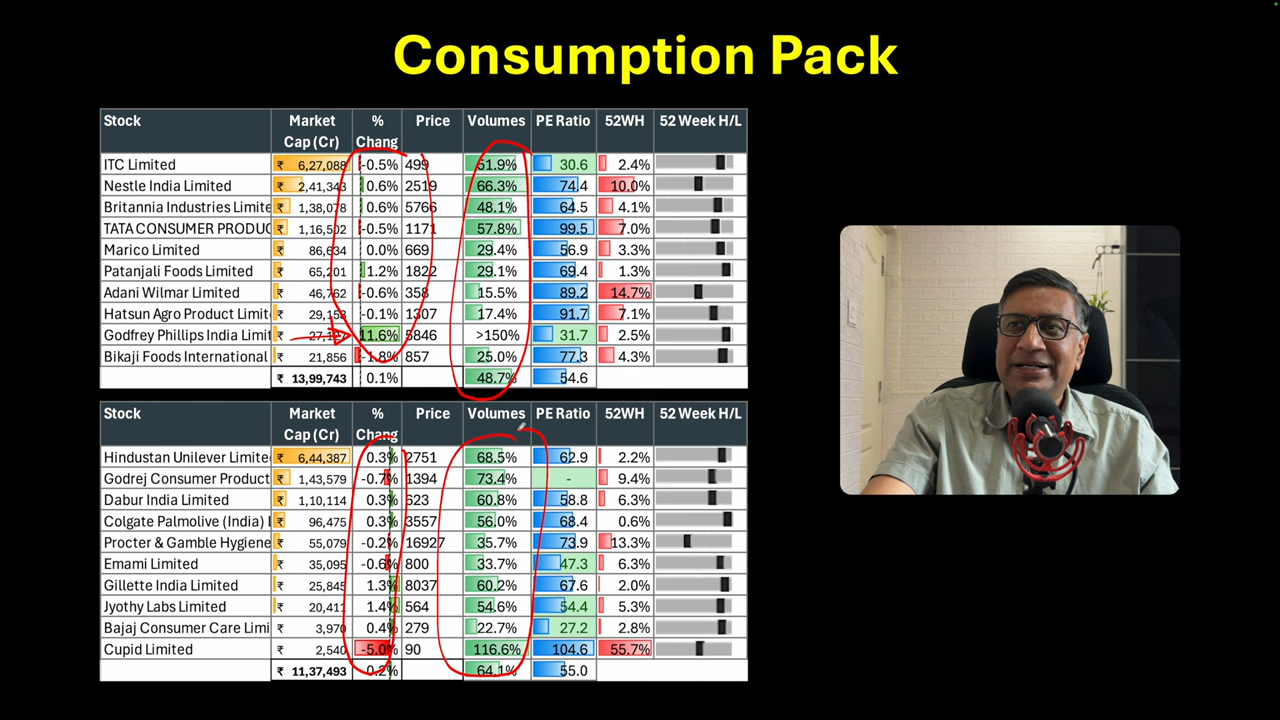 Consumption Pack
Stock Market Cap (Cr) % Chang Price Volumes PE Ratio 52WH 52 Week H/L
ITC Limited ₹ 6,27,088 -0.5% 499 51.9% 30.6 2.4%
Nestle India Limited ₹ 2,41,343 0.6% 2519 66.3% 74.4 10.0%
Britannia Industries Limite ₹ 1,38,078 0.6% 5766 48.1% 64.5 4.1%
TATA CONSUMER PRODUC ₹ 1,16,502 -0.5% 1171 57.8% 99.5 7.0%
Marico Limited ₹ 86,634 0.0% 669 29.4% 56.9 3.3%
Patanjali Foods Limited ₹ 65,201 1.2% 1822 29.1% 69.4 1.3%
Adani Wilmar Limited ₹ 46,762 -0.6% 358 15.5% 89.2 14.7%
Hatsun Agro Product Limit ₹ 29,153 -0.1% 1307 17.4% 91.7 7.1%
Godfrey Phillips India Limit ₹ 11.6% 5846 >150% 31.7 2.5%
Bikaji Foods International ₹ 21,856 -1.8% 857 25.0% 77.3 4.3%
₹ 13,99,743 0.1% 48.7% 54.6
Stock Market Cap (Cr) % Chang Price Volumes PE Ratio 52WH 52 Week H/L
Hindustan Unilever Limite ₹ 6,44,387 0.3% 2751 68.5% 62.9 2.2%
Godrej Consumer Product ₹ 1,43,579 -0.7% 1394 73.4% - 9.4%
Dabur India Limited ₹ 1,10,114 0.3% 623 60.8% 58.8 6.3%
Colgate Palmolive (India) l ₹ 96,475 0.3% 3557 56.0% 68.4 0.6%
Procter & Gamble Hygiene ₹ 55,079 -0.2% 16927 35.7% 73.9 13.3%
Emami Limited ₹ 35,095 -0.6% 800 33.7% 47.3 6.3%
Gillette India Limited ₹ 25,845 1.3% 8037 60.2% 67.6 2.0%
Jyothy Labs Limited ₹ 20,411 1.4% 564 54.6% 54.4 5.3%
Bajaj Consumer Care Limi ₹ 3,970 0.4% 279 22.7% 27.2 2.8%
Cupid Limited ₹ 2,540 -5.0% 90 116.6% 104.6 55.7%
₹ 11,37,493 0.2% 64.1% 55.0